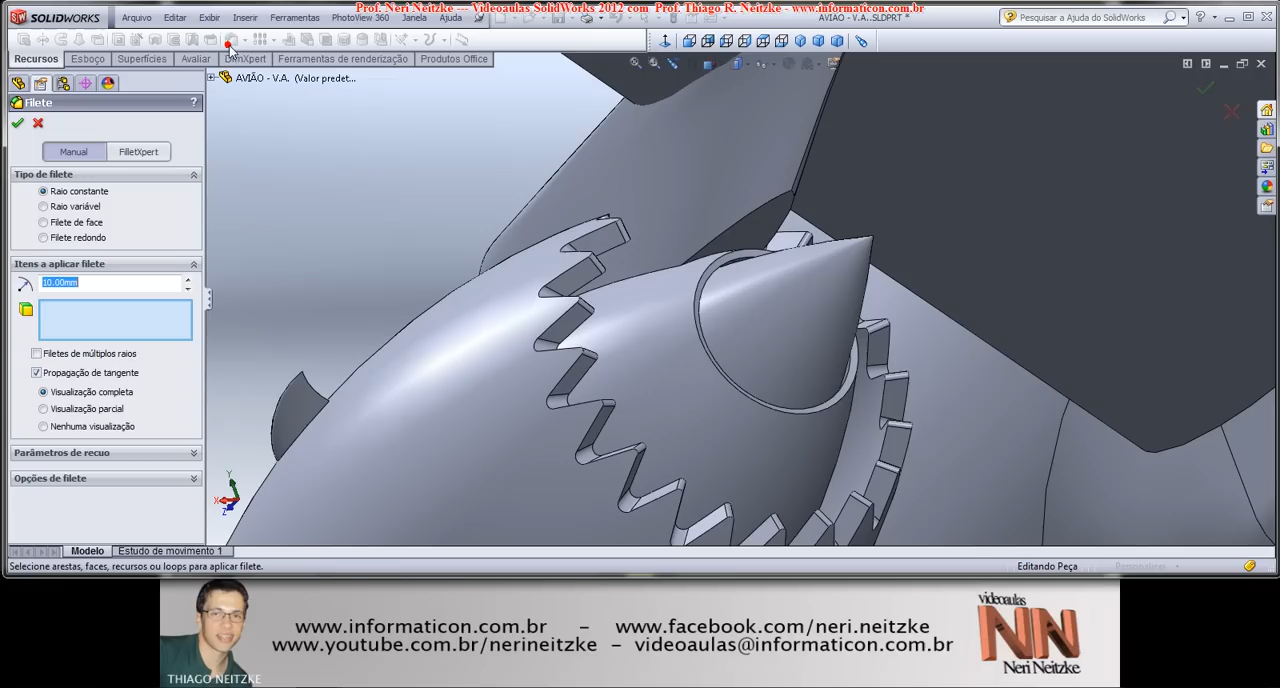 Prof. Neri Neitzke - Videoaulas SolidWorks 2012 com Prof. Thiago R. Neitzke - www.informaticon.com.br
SOLIDWORKS
Arquivo Editar Exibir Inserir Ferramentas PhotoView 360 Janela Ajuda
AVIÃO - V.A..SLDPRT *
Pesquisar a Ajuda do SolidWorks
Recursos Esboço Superfícies Avaliar DimXpert Ferramentas de renderização Produtos Office
AVIÃO - V.A. (Valor predet...
Filete ?
Manual FilletXpert
Tipo de filete
Raio constante
Raio variável
Filete de face
Filete redondo
Itens a aplicar filete
10.00mm
Filetes de múltiplos raios
Propagação de tangente
Visualização completa
Visualização parcial
Nenhuma visualização
Parâmetros de recuo
Opções de filete
Y
X
Z
Modelo Estudo de movimento 1
Selecione arestas, faces, recursos ou loops para aplicar filete.
Editando Peça
Personalizar
www.informaticon.com.br - www.facebook.com/neri.neitzke
www.youtube.com.br/nerineitzke - videoaulas@informaticon.com.br
THIAGO NEITZKE
videoaulas
NN
Neri Neitzke